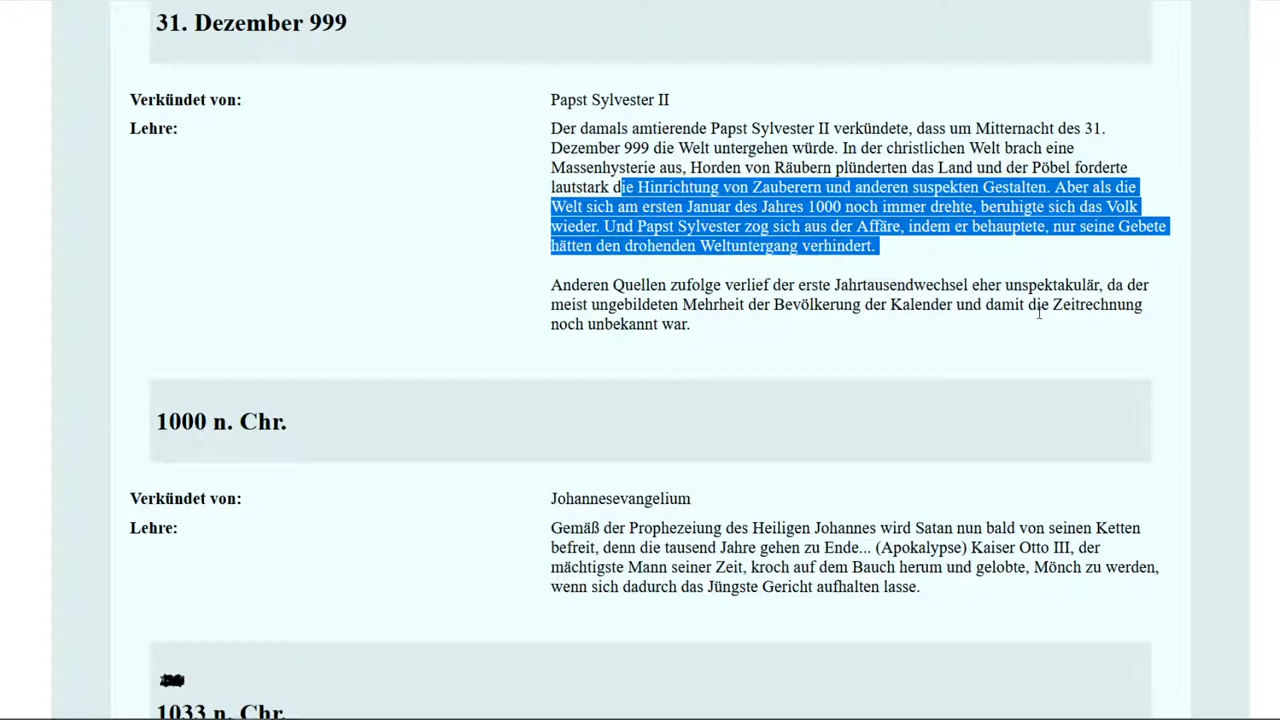 31. Dezember 999
Verkündet von:
Papst Sylvester II
Lehre:
Der damals amtierende Papst Sylvester II verkündete, dass um Mitternacht des 31.
Dezember 999 die Welt untergehen würde. In der christlichen Welt brach eine
Massenhysterie aus, Horden von Räubern plünderten das Land und der Pöbel forderte
lautstark die Hinrichtung von Zauberern und anderen suspekten Gestalten. Aber als die
Welt sich am ersten Januar des Jahres 1000 noch immer drehte, beruhigte sich das Volk
wieder. Und Papst Sylvester zog sich aus der Affäre, indem er behauptete, nur seine Gebete
hätten den drohenden Weltuntergang verhindert.
Anderen Quellen zufolge verlief der erste Jahrtausendwechsel eher unspektakulär, da der
meist ungebildeten Mehrheit der Bevölkerung der Kalender und damit die Zeitrechnung
noch unbekannt war.
1000 n. Chr.
Verkündet von:
Johannesevangelium
Lehre:
Gemäß der Prophezeiung des Heiligen Johannes wird Satan nun bald von seinen Ketten
befreit, denn die tausend Jahre gehen zu Ende... (Apokalypse) Kaiser Otto III, der
mächtigste Mann seiner Zeit, kroch auf dem Bauch herum und gelobte, Mönch zu werden,
wenn sich dadurch das Jüngste Gericht aufhalten lasse.
1033 n. Chr.